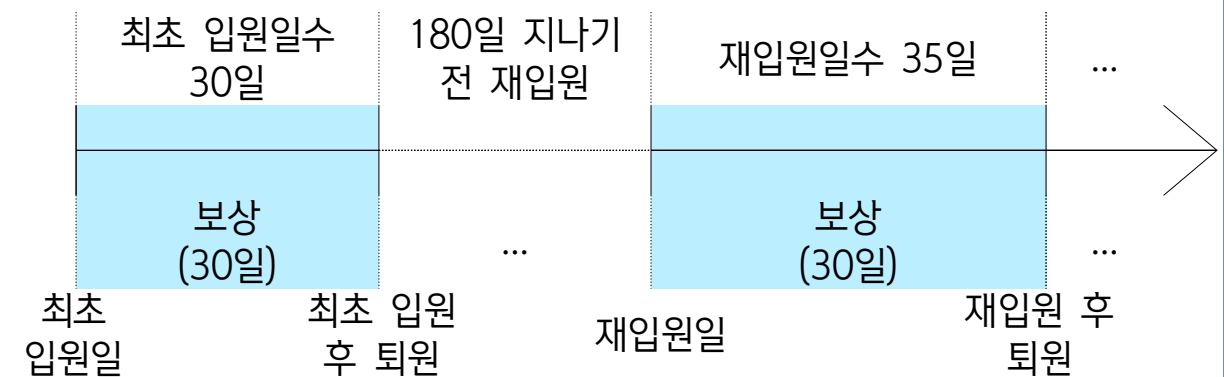 최초 입원일수
30일
180일 지나기
전 재입원
재입원일수 35일
...
보상
(30일)
...
보상
(30일)
...
최초
입원일
최초 입원
후 퇴원
재입원일
재입원 후
퇴원